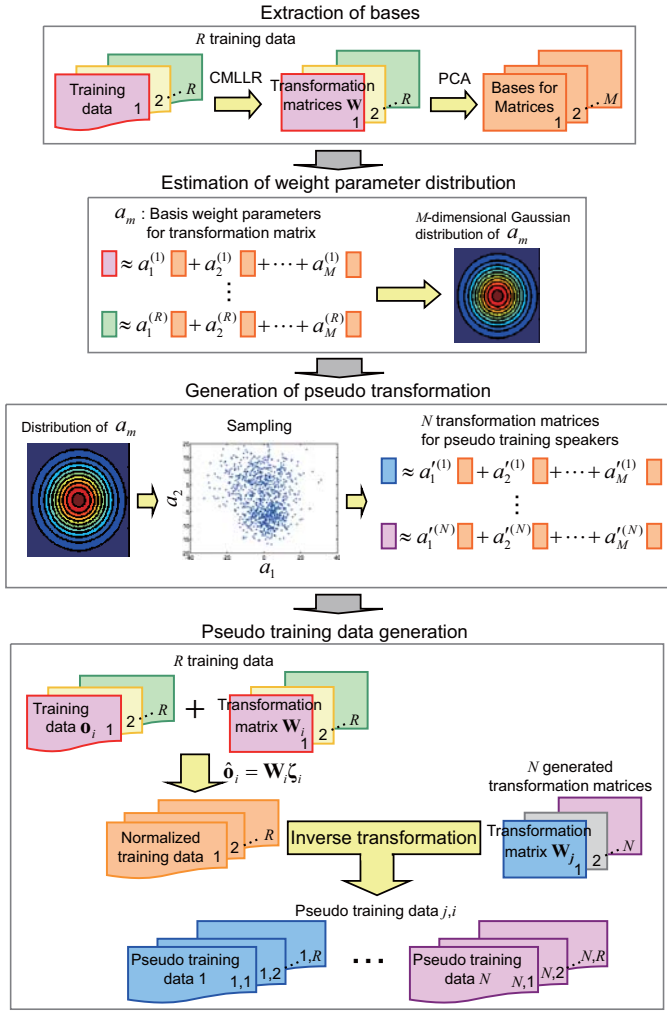 Extraction of bases
R training data
Training data 1
2 ... R
CMLLR
Transformation matrices W 1
2 ... R
PCA
Bases for Matrices 1
2 ... M
Estimation of weight parameter distribution
a_m : Basis weight parameters
for transformation matrix
≈ a_1^(1) + a_2^(1) + ⋯ + a_M^(1)
⋮
≈ a_1^(R) + a_2^(R) + ⋯ + a_M^(R)
M-dimensional Gaussian
distribution of a_m
Generation of pseudo transformation
Distribution of a_m
Sampling
a_2
a_1
N transformation matrices
for pseudo training speakers
≈ a′_1^(1) + a′_2^(1) + ⋯ + a′_M^(1)
⋮
≈ a′_1^(N) + a′_2^(N) + ⋯ + a′_M^(N)
Pseudo training data generation
R training data
Training
data o_i 1
2 ... R
+
Transformation
matrix W_i
1
2 ... R
ô_i = W_i ζ_i
N generated
transformation matrices
Normalized
training data 1
2 ... R
Inverse transformation
Transformation
matrix W_j
1
2 ... N
Pseudo training data j,i
Pseudo training
data 1 1,1
1,2
... 1,R
...
Pseudo training
data N N,1
N,2
... N,R